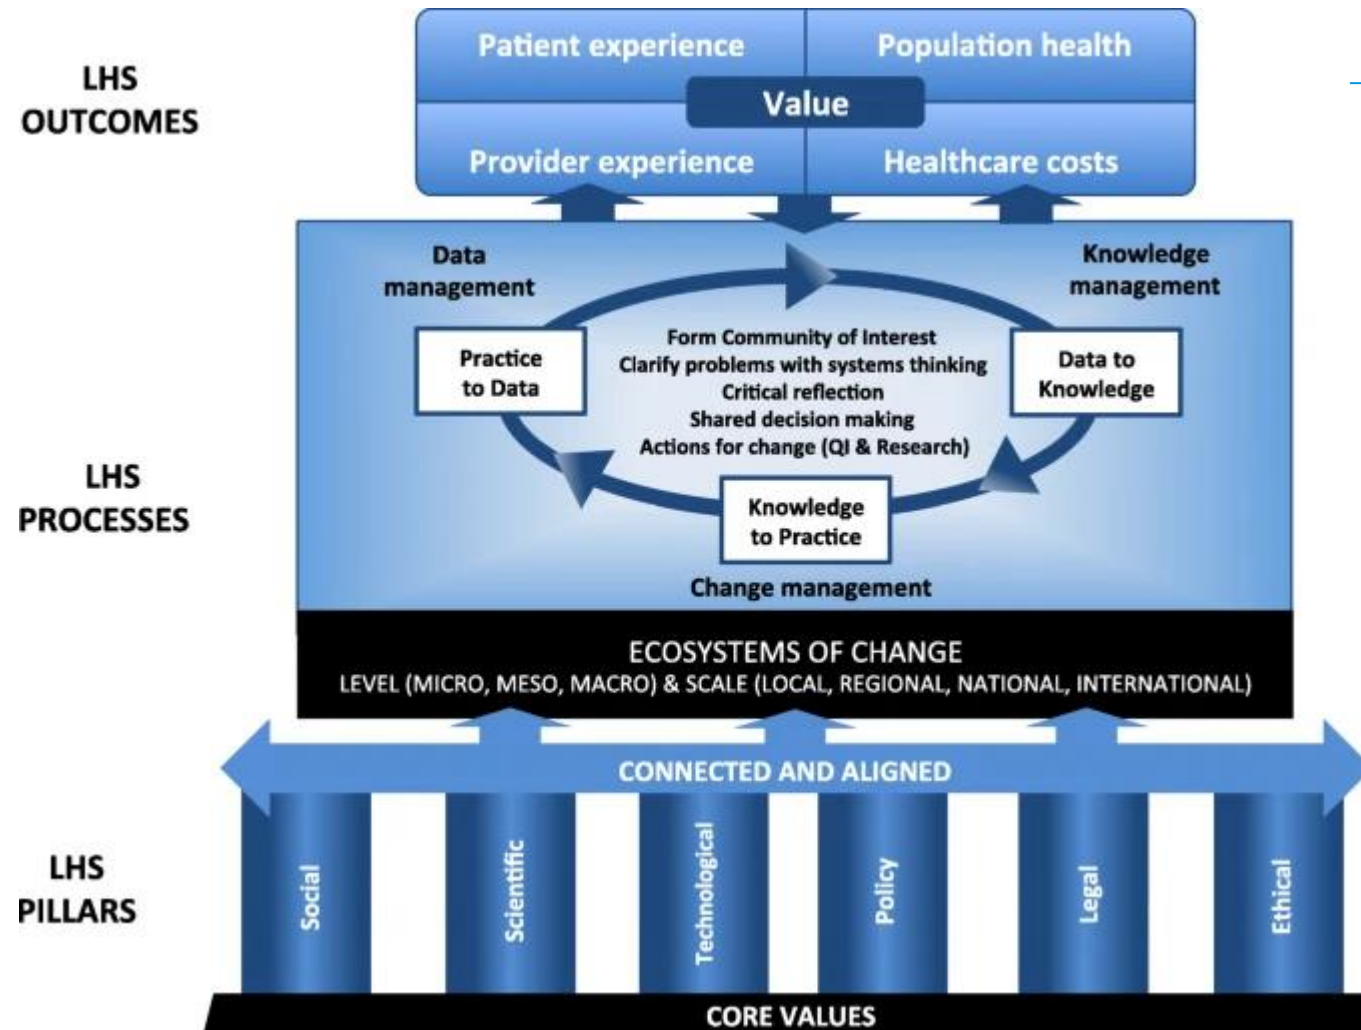 LHS
OUTCOMES
Patient experience
Population health
Value
Provider experience
Healthcare costs
LHS
PROCESSES
Data
management
Knowledge
management
Practice
to Data
Form Community of Interest
Clarify problems with systems thinking
Critical reflection
Shared decision making
Actions for change (QI & Research)
Data to
Knowledge
Knowledge
to Practice
Change management
ECOSYSTEMS OF CHANGE
LEVEL (MICRO, MESO, MACRO) & SCALE (LOCAL, REGIONAL, NATIONAL, INTERNATIONAL)
CONNECTED AND ALIGNED
LHS
PILLARS
Social
Scientific
Technological
Policy
Legal
Ethical
CORE VALUES